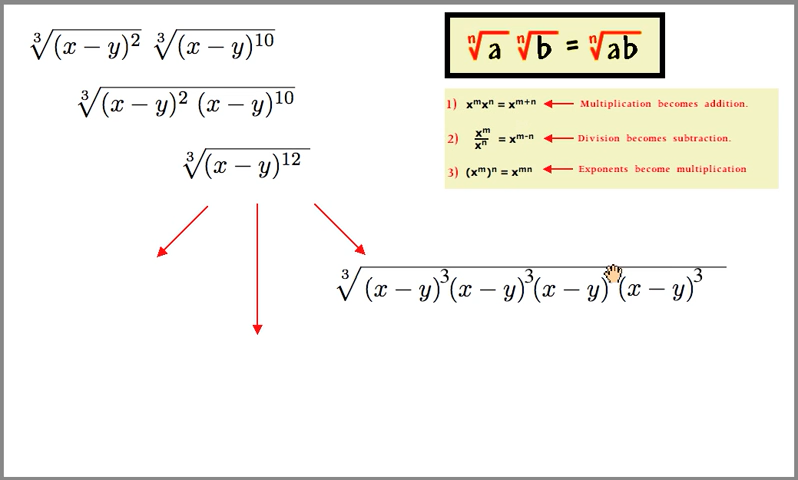 ∛(x − y)² ∛(x − y)¹⁰
∛(x − y)² (x − y)¹⁰
∛(x − y)¹²
∛(x − y)³(x − y)³(x − y) (x − y)³
ⁿ√a ⁿ√b = ⁿ√ab
1) xᵐxⁿ = xᵐ⁺ⁿ Multiplication becomes addition.
2) xᵐ/xⁿ = xᵐ⁻ⁿ Division becomes subtraction.
3) (xᵐ)ⁿ = xᵐⁿ Exponents become multiplication